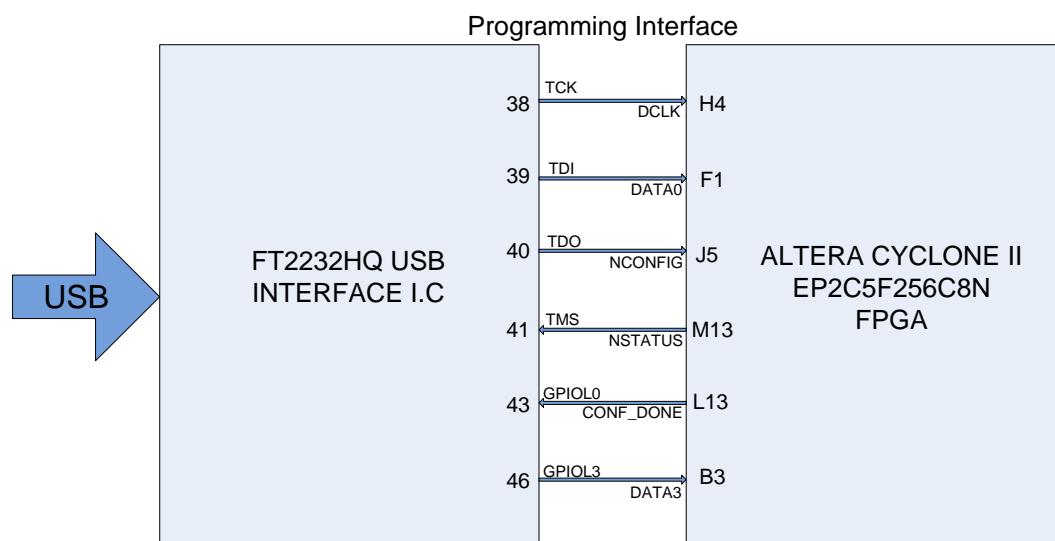 Programming Interface
TCK
38
DCLK
H4
TDI
39
DATA0
F1
TDO
40
NCONFIG
J5
FT2232HQ USB
INTERFACE I.C
ALTERA CYCLONE II
EP2C5F256C8N
FPGA
USB
TMS
41
NSTATUS
M13
GPIOL0
43
CONF_DONE
L13
GPIOL3
46
DATA3
B3